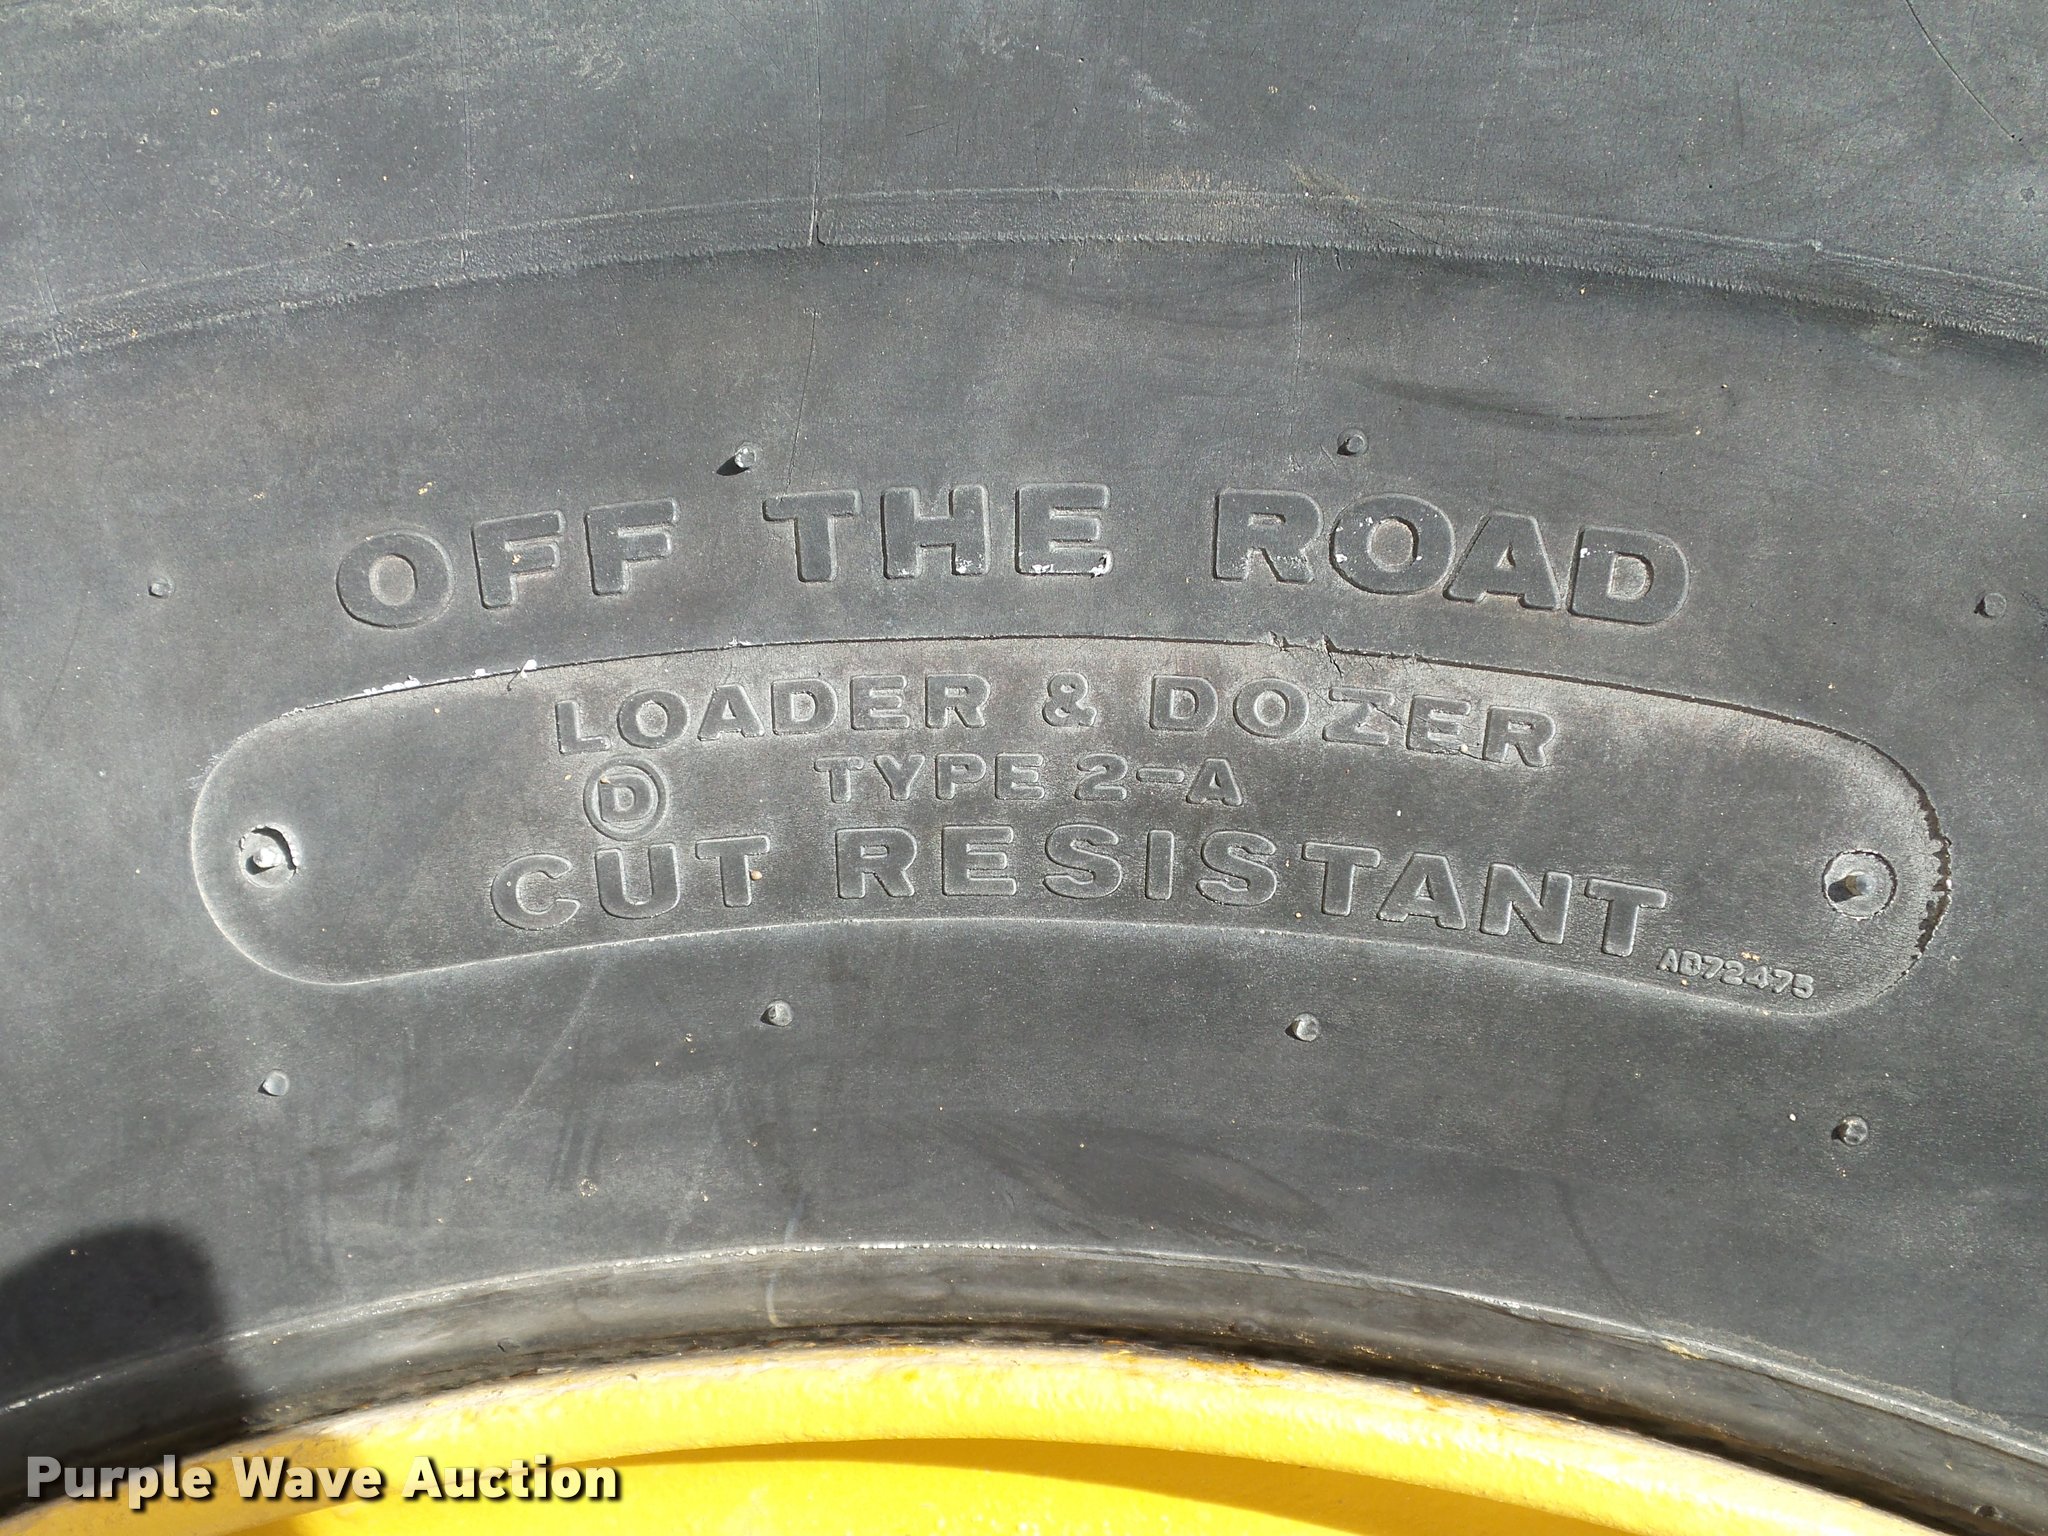 OFF THE ROAD
LOADER & DOZER
D TYPE 2-A
CUT RESISTANT
AD72475
Purple Wave Auction